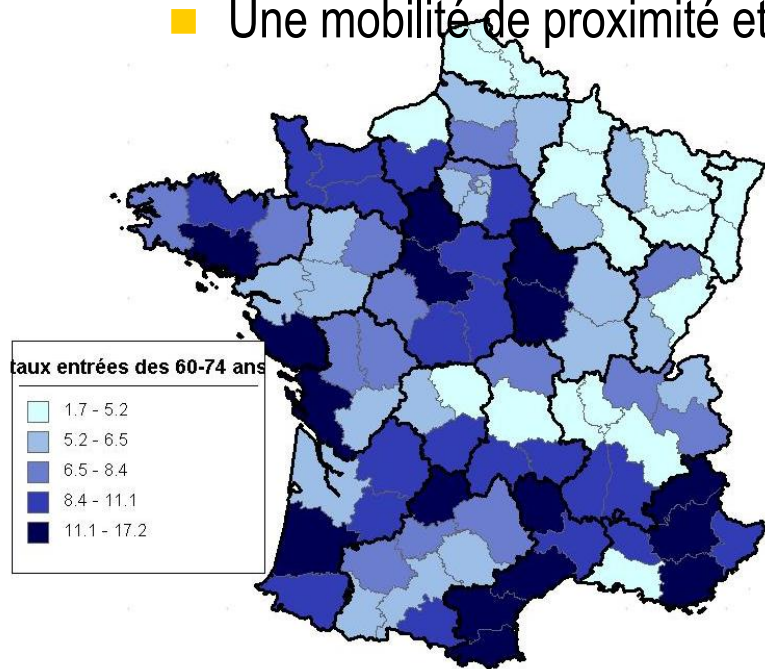 Une mobilité de proximité et
taux entrées des 60-74 ans
1.7 - 5.2
5.2 - 6.5
6.5 - 8.4
8.4 - 11.1
11.1 - 17.2